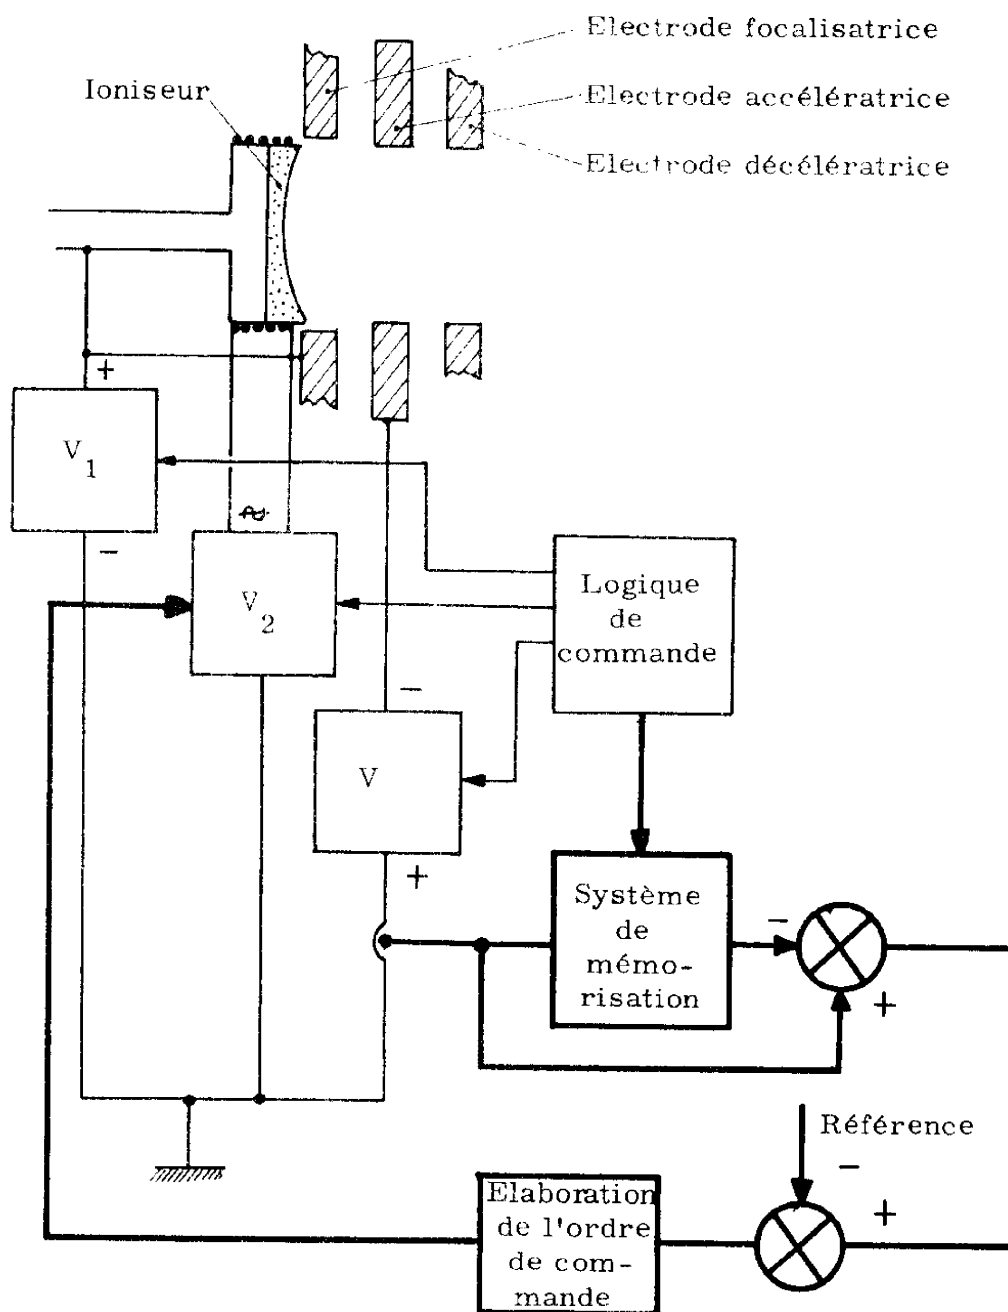 Electrode focalisatrice
Ioniseur
Electrode accélératrice
Electrode décélératrice
+
V1
-
V2
Logique
de
commande
-
V
+
Système
de
mémo-
risation
-
+
Référence
-
+
Elaboration
de l'ordre
de com-
mande